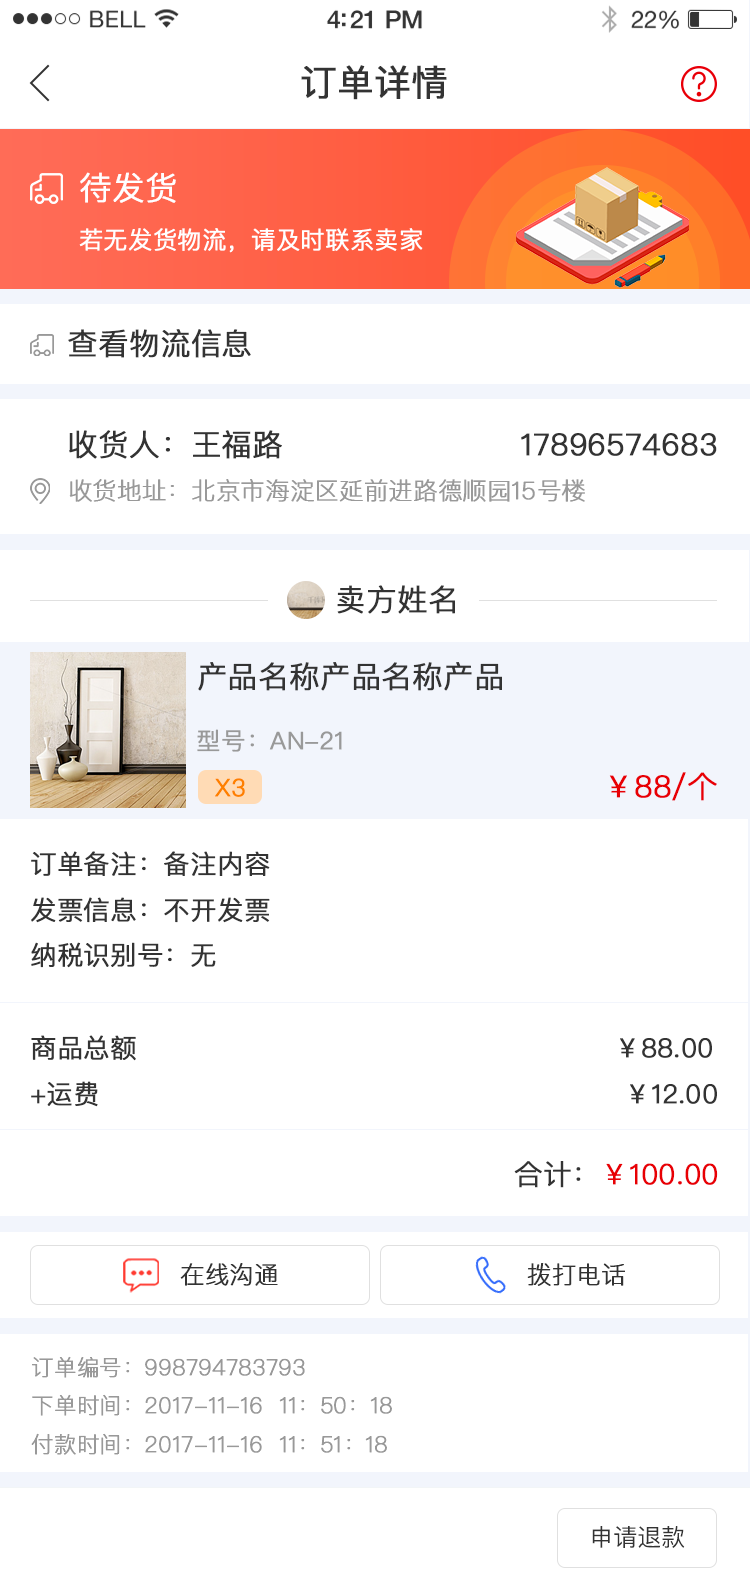 BELL 4:21 PM 22%
订单详情
待发货
若无发货物流，请及时联系卖家
查看物流信息
收货人：王福路 17896574683
收货地址：北京市海淀区延前进路德顺园15号楼
卖方姓名
产品名称产品名称产品
型号：AN-21
X3 ¥88/个
订单备注：备注内容
发票信息：不开发票
纳税识别号：无
商品总额 ¥88.00
+运费 ¥12.00
合计：¥100.00
在线沟通 拨打电话
订单编号：998794783793
下单时间：2017-11-16 11：50：18
付款时间：2017-11-16 11：51：18
申请退款